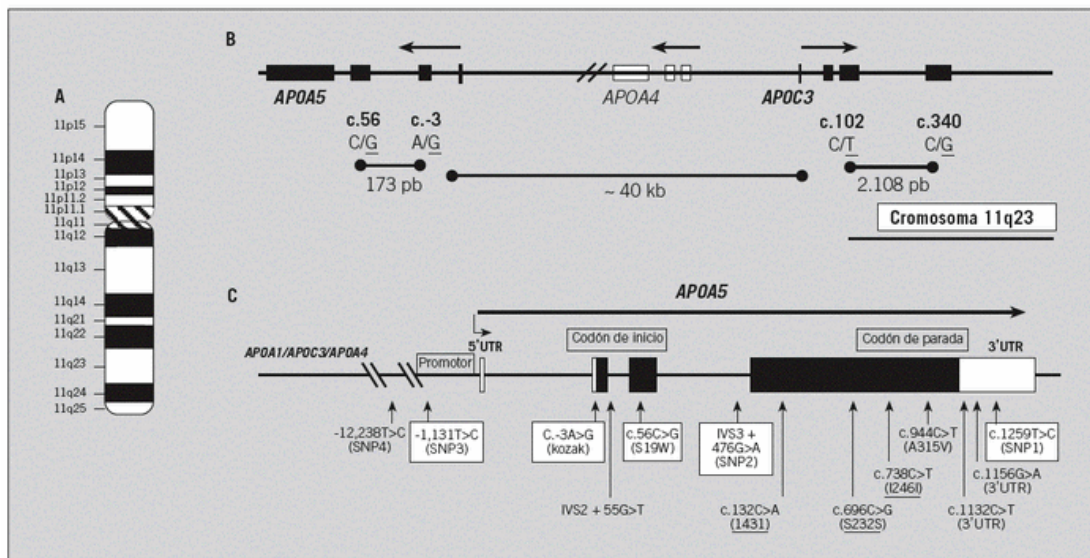 A
11p15
11p14
11p13
11p12
11p11.2
11p11.1
11q11
11q12
11q13
11q14
11q21
11q22
11q23
11q24
11q25
B
APOA5
APOA4
APOC3
c.56
C/G
c.-3
A/G
c.102
C/T
c.340
C/G
173 pb
~ 40 kb
2.108 pb
Cromosoma 11q23
C
APOA5
APOA1/APOC3/APOA4
Promotor
5'UTR
Codón de inicio
Codón de parada
3'UTR
-12,238T>C
(SNP4)
-1,131T>C
(SNP3)
C.-3A>G
(kozak)
IVS2 + 55G>T
c.56C>G
(S19W)
IVS3 +
476G>A
(SNP2)
c.132C>A
(1431)
c.696C>G
(S232S)
c.738C>T
(I246I)
c.944C>T
(A315V)
c.1132C>T
(3'UTR)
c.1156G>A
(3'UTR)
c.1259T>C
(SNP1)